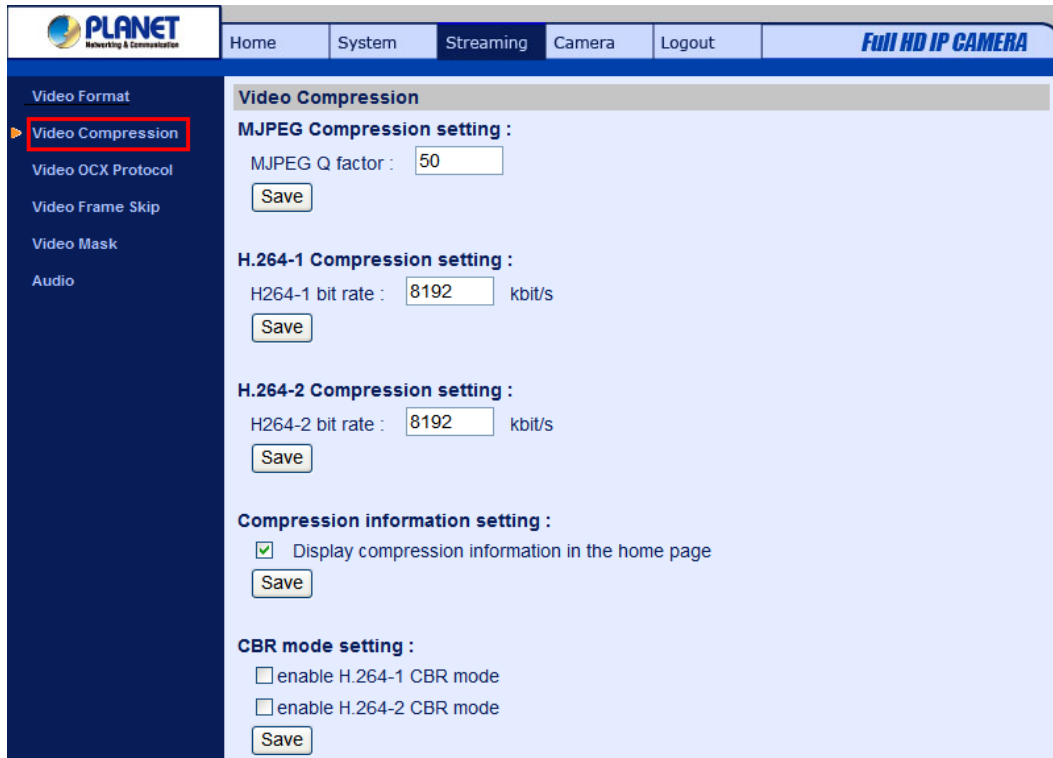 PLANET
Networking & Communication
Home System Streaming Camera Logout Full HD IP CAMERA
Video Format
Video Compression
Video OCX Protocol
Video Frame Skip
Video Mask
Audio
Video Compression
MJPEG Compression setting :
MJPEG Q factor : 50
Save
H.264-1 Compression setting :
H264-1 bit rate : 8192 kbit/s
Save
H.264-2 Compression setting :
H264-2 bit rate : 8192 kbit/s
Save
Compression information setting :
Display compression information in the home page
Save
CBR mode setting :
enable H.264-1 CBR mode
enable H.264-2 CBR mode
Save